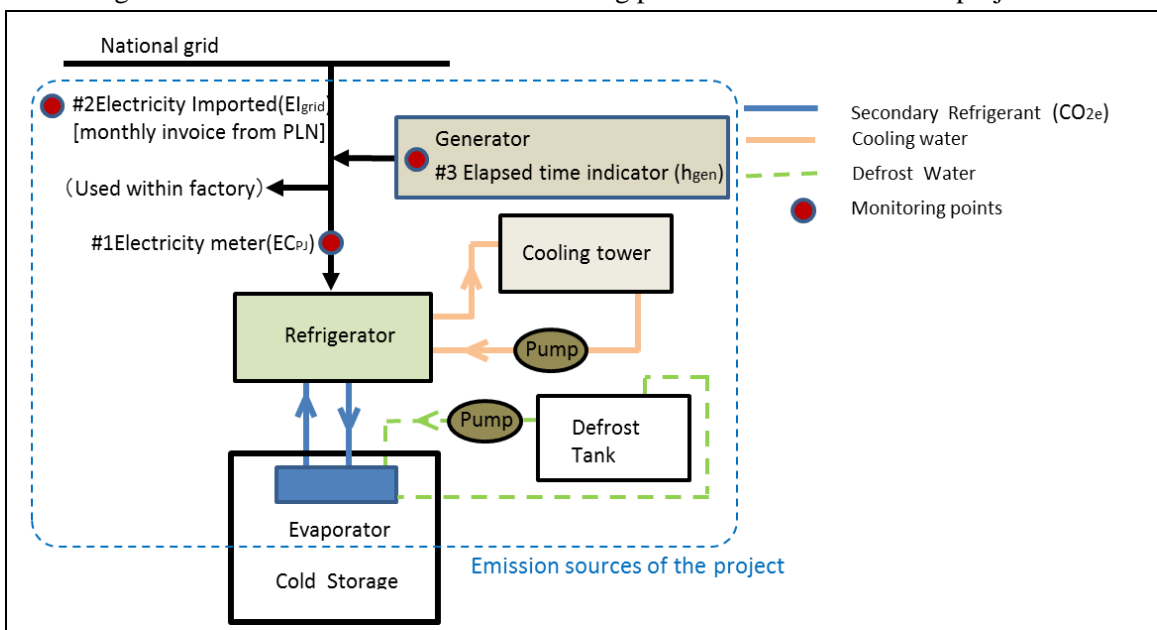 National grid
#2Electricity Imported(EIgrid)
[monthly invoice from PLN]
Generator
#3 Elapsed time indicator (hgen)
(Used within factory)
#1Electricity meter(ECPJ)
Secondary Refrigerant (CO2e)
Cooling water
Defrost Water
Monitoring points
Cooling tower
Refrigerator
Pump
Pump
Defrost
Tank
Evaporator
Emission sources of the project
Cold Storage